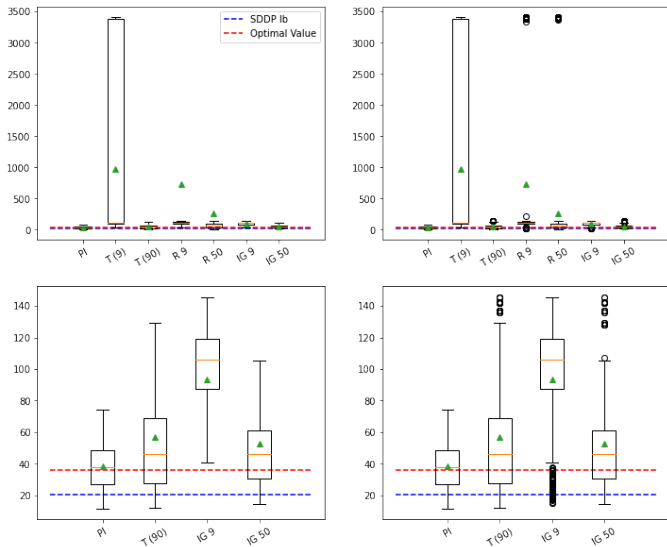 3500
3000
2500
2000
1500
1000
500
0
SDDP lb
Optimal Value
PI
T (9)
T (90)
R 9
R 50
IG 9
IG 50
3500
3000
2500
2000
1500
1000
500
0
PI
T (9)
T (90)
R 9
R 50
IG 9
IG 50
140
120
100
80
60
40
20
PI
T (90)
IG 9
IG 50
140
120
100
80
60
40
20
PI
T (90)
IG 9
IG 50